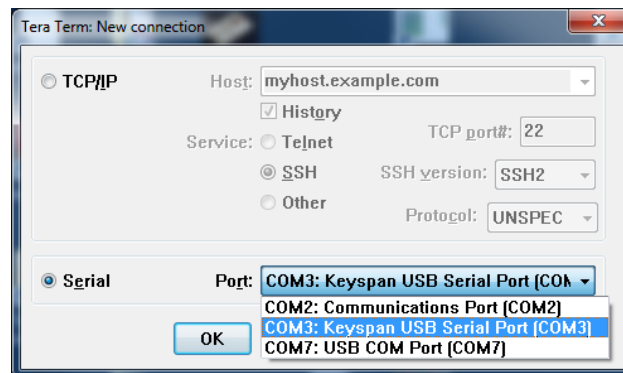 Tera Term: New connection
TCP/IP Host: myhost.example.com
History
Service: Telnet TCP port#: 22
SSH SSH version: SSH2
Other Protocol: UNSPEC
Serial Port: COM3: Keyspan USB Serial Port (COM
COM2: Communications Port (COM2)
COM3: Keyspan USB Serial Port (COM3)
COM7: USB COM Port (COM7)
OK